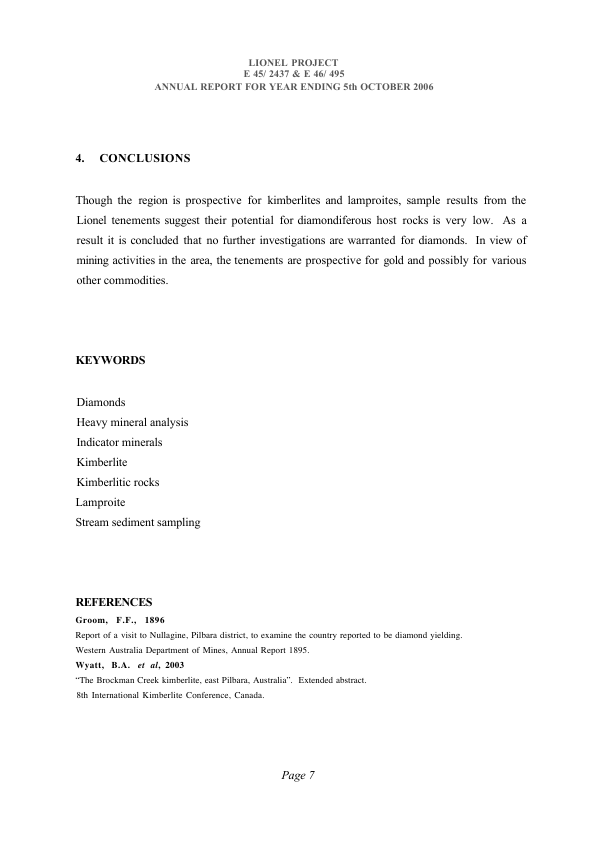 LIONEL PROJECT
E 45/ 2437 & E 46/ 495
ANNUAL REPORT FOR YEAR ENDING 5th OCTOBER 2006
4. CONCLUSIONS
Though the region is prospective for kimberlites and lamproites, sample results from the
Lionel tenements suggest their potential for diamondiferous host rocks is very low. As a
result it is concluded that no further investigations are warranted for diamonds. In view of
mining activities in the area, the tenements are prospective for gold and possibly for various
other commodities.
KEYWORDS
Diamonds
Heavy mineral analysis
Indicator minerals
Kimberlite
Kimberlitic rocks
Lamproite
Stream sediment sampling
REFERENCES
Groom, F.F., 1896
Report of a visit to Nullagine, Pilbara district, to examine the country reported to be diamond yielding.
Western Australia Department of Mines, Annual Report 1895.
Wyatt, B.A. et al, 2003
“The Brockman Creek kimberlite, east Pilbara, Australia”. Extended abstract.
8th International Kimberlite Conference, Canada.
Page 7